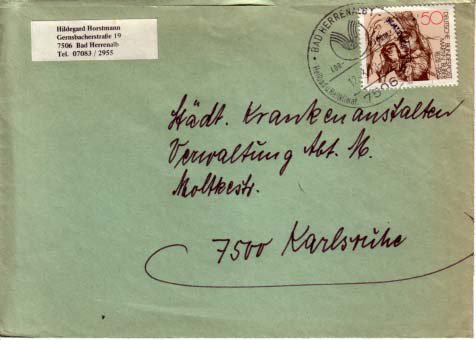 Hildegard Horstmann
Gernsbacherstraße 19
7506 Bad Herrenalb
Tel. 07083 / 2955
BAD HERRENALB
7506
50
Städt. Krankenanstalten
Verwaltung Abt. M.
Moltkestr.
7500 Karlsruhe